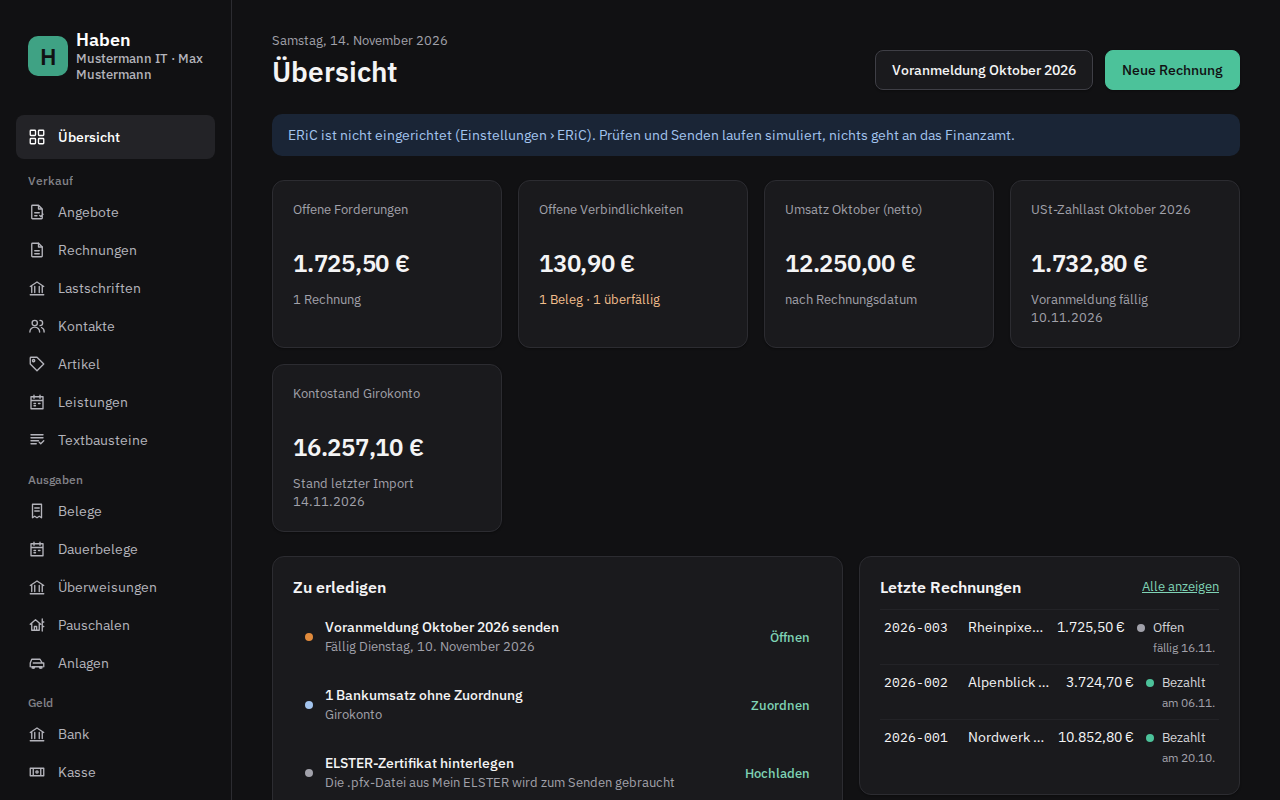 H
Haben
Mustermann IT · Max
Mustermann
Übersicht
Verkauf
Angebote
Rechnungen
Lastschriften
Kontakte
Artikel
Leistungen
Textbausteine
Ausgaben
Belege
Dauerbelege
Überweisungen
Pauschalen
Anlagen
Geld
Bank
Kasse
Samstag, 14. November 2026
Übersicht
Voranmeldung Oktober 2026
Neue Rechnung
ERiC ist nicht eingerichtet (Einstellungen › ERiC). Prüfen und Senden laufen simuliert, nichts geht an das Finanzamt.
Offene Forderungen
1.725,50 €
1 Rechnung
Offene Verbindlichkeiten
130,90 €
1 Beleg · 1 überfällig
Umsatz Oktober (netto)
12.250,00 €
nach Rechnungsdatum
USt-Zahllast Oktober 2026
1.732,80 €
Voranmeldung fällig
10.11.2026
Kontostand Girokonto
16.257,10 €
Stand letzter Import
14.11.2026
Zu erledigen
Voranmeldung Oktober 2026 senden
Fällig Dienstag, 10. November 2026
Öffnen
1 Bankumsatz ohne Zuordnung
Girokonto
Zuordnen
ELSTER-Zertifikat hinterlegen
Die .pfx-Datei aus Mein ELSTER wird zum Senden gebraucht
Hochladen
Letzte Rechnungen
Alle anzeigen
2026-003 Rheinpixe... 1.725,50 € Offen
fällig 16.11.
2026-002 Alpenblick ... 3.724,70 € Bezahlt
am 06.11.
2026-001 Nordwerk ... 10.852,80 € Bezahlt
am 20.10.